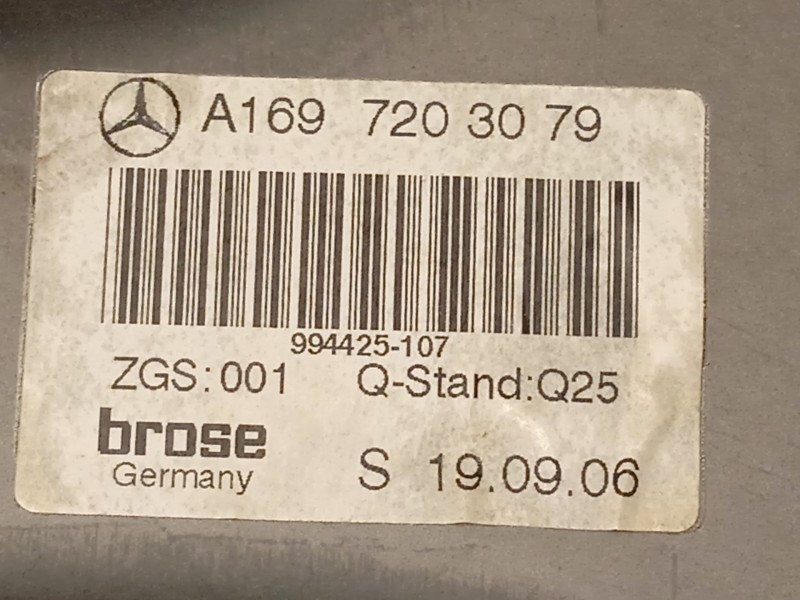 A169 720 30 79
994425-107
ZGS:001 Q-Stand:Q25
brose
Germany S 19.09.06